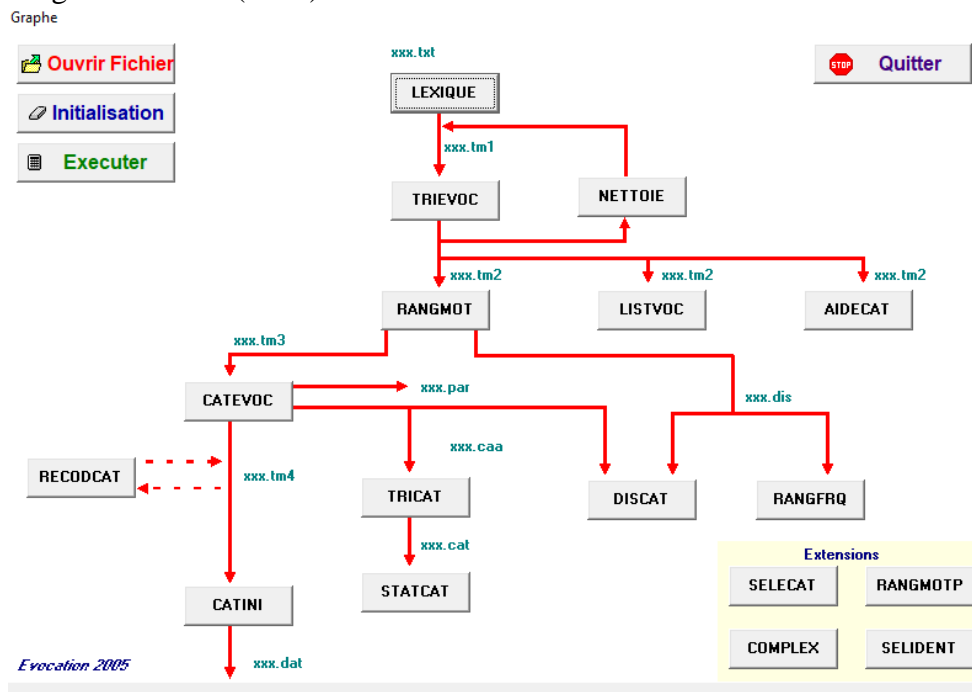 Graphe
Ouvrir Fichier
xxx.txt
STOP Quitter
LEXIQUE
Initialisation
xxx.tm1
Executer
TRIEVOC
NETTOIE
xxx.tm2
xxx.tm2
xxx.tm2
RANGMOT
LISTVOC
AIDECAT
xxx.tm3
CATEVOC
xxx.par
xxx.dis
xxx.caa
RECODCAT
xxx.tm4
TRICAT
DISCAT
RANGFRQ
xxx.cat
Extensions
STATCAT
SELECAT
RANGMOTP
CATINI
COMPLEX
SELIDENT
Evocation 2005
xxx.dat